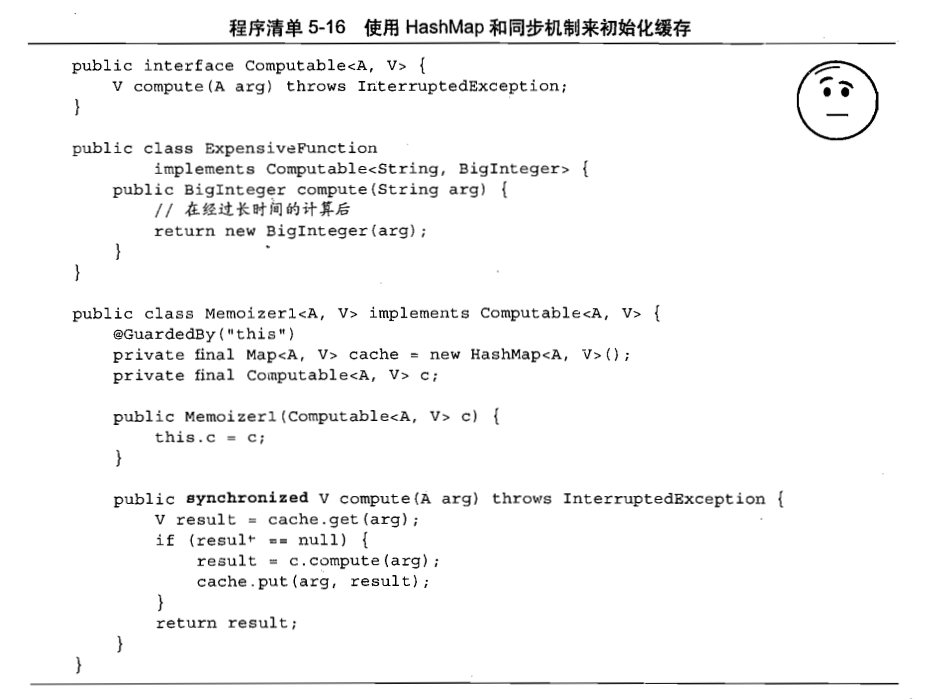 程序清单 5-16 使用 HashMap 和同步机制来初始化缓存
public interface Computable<A, V> {
    V compute(A arg) throws InterruptedException;
}
public class ExpensiveFunction
        implements Computable<String, BigInteger> {
    public BigInteger compute(String arg) {
        // 在经过长时间的计算后
        return new BigInteger(arg);
    }
}
public class Memoizer1<A, V> implements Computable<A, V> {
    @GuardedBy("this")
    private final Map<A, V> cache = new HashMap<A, V>();
    private final Computable<A, V> c;
    public Memoizer1(Computable<A, V> c) {
        this.c = c;
    }
    public synchronized V compute(A arg) throws InterruptedException {
        V result = cache.get(arg);
        if (result == null) {
            result = c.compute(arg);
            cache.put(arg, result);
        }
        return result;
    }
}